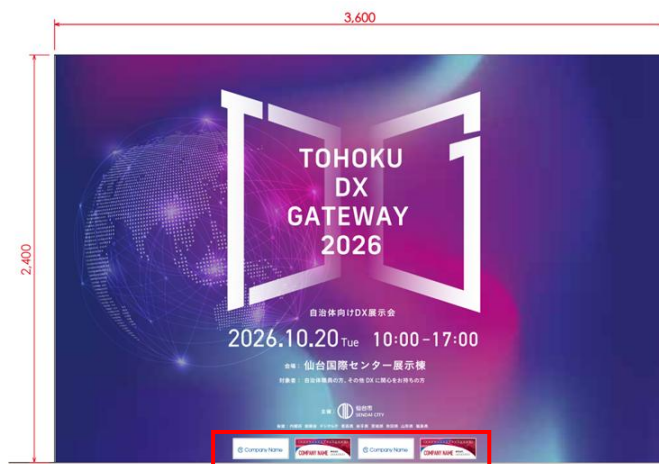 3,600
2,400
TOHOKU
DX
GATEWAY
2026
自治体向けDX展示会
2026.10.20 Tue 10:00-17:00
会場: 仙台国際センター展示棟
対象者: 自治体職員の方、その他 DX に関心をお持ちの方
主催: 仙台市
SENDAI CITY
Company Name COMPANY NAME Company Name COMPANY NAME